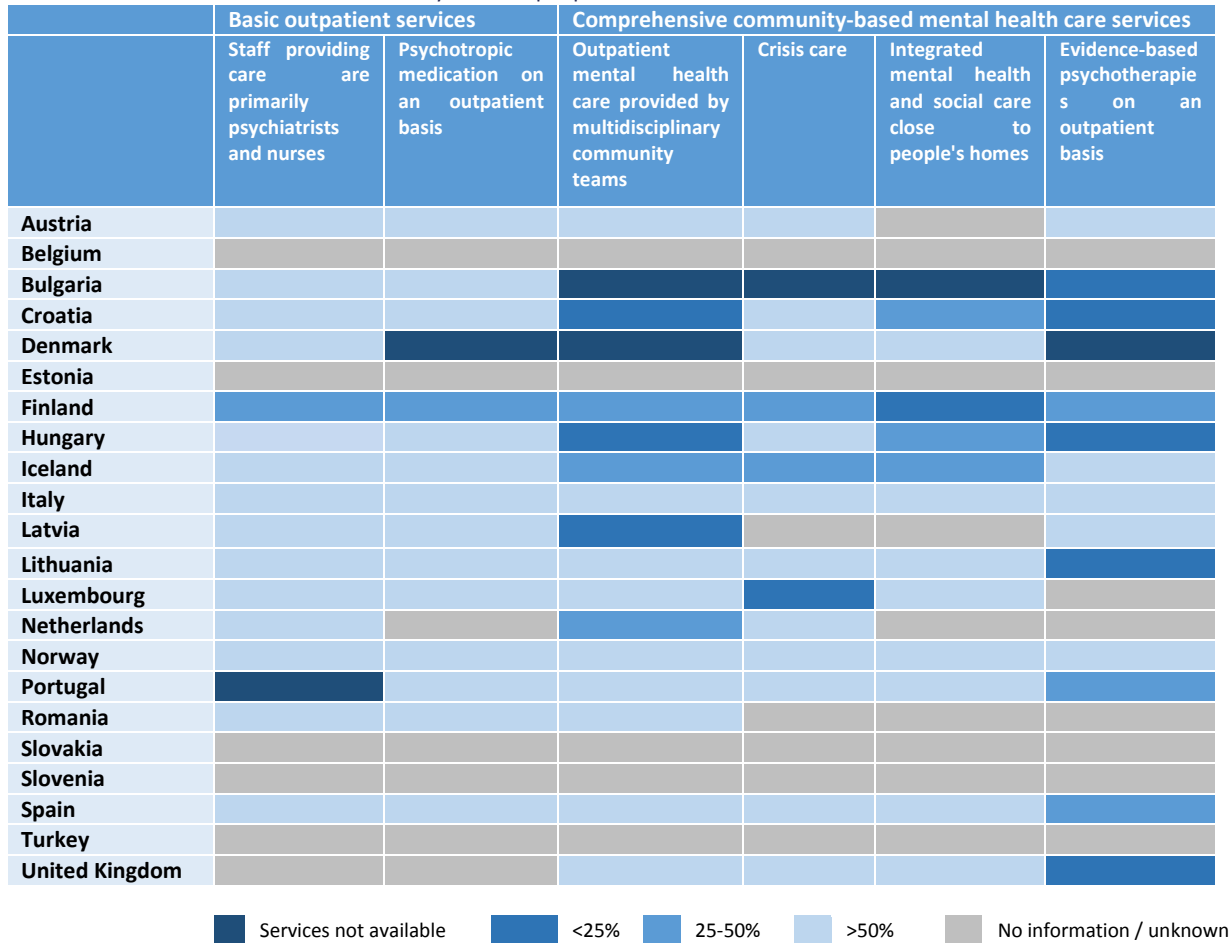 Basic outpatient services Comprehensive community-based mental health care services
Staff providing care are primarily psychiatrists and nurses
Psychotropic medication on an outpatient basis
Outpatient mental health care provided by multidisciplinary community teams
Crisis care
Integrated mental health and social care close to people's homes
Evidence-based psychotherapie s on an outpatient basis
Austria
Belgium
Bulgaria
Croatia
Denmark
Estonia
Finland
Hungary
Iceland
Italy
Latvia
Lithuania
Luxembourg
Netherlands
Norway
Portugal
Romania
Slovakia
Slovenia
Spain
Turkey
United Kingdom
Services not available <25% 25-50% >50% No information / unknown